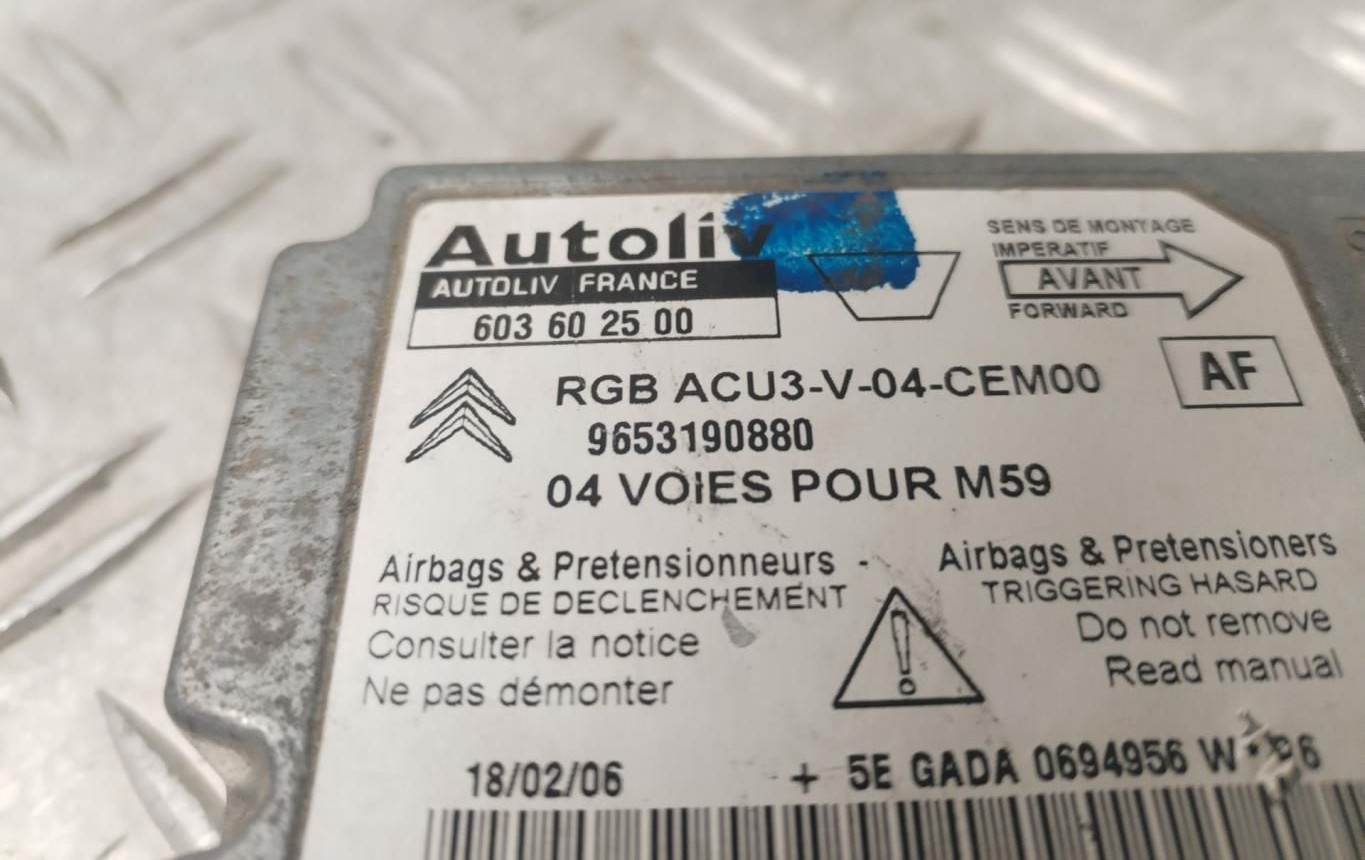 Autoliv
AUTOLIV FRANCE
603 60 25 00
SENS DE MONTAGE
IMPERATIF
AVANT
FORWARD
AF
RGB ACU3-V-04-CEM00
9653190880
04 VOIES POUR M59
Airbags & Pretensionneurs -
RISQUE DE DECLENCHEMENT
Consulter la notice
Ne pas démonter
Airbags & Pretensioners
TRIGGERING HASARD
Do not remove
Read manual
18/02/06
+ 5E GADA 0694956